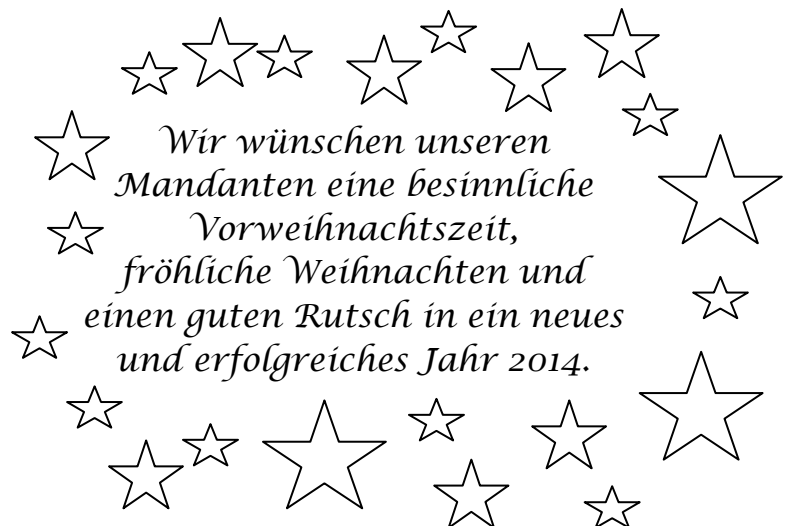 Wir wünschen unseren
Mandanten eine besinnliche
Vorweihnachtszeit,
fröhliche Weihnachten und
einen guten Rutsch in ein neues
und erfolgreiches Jahr 2014.